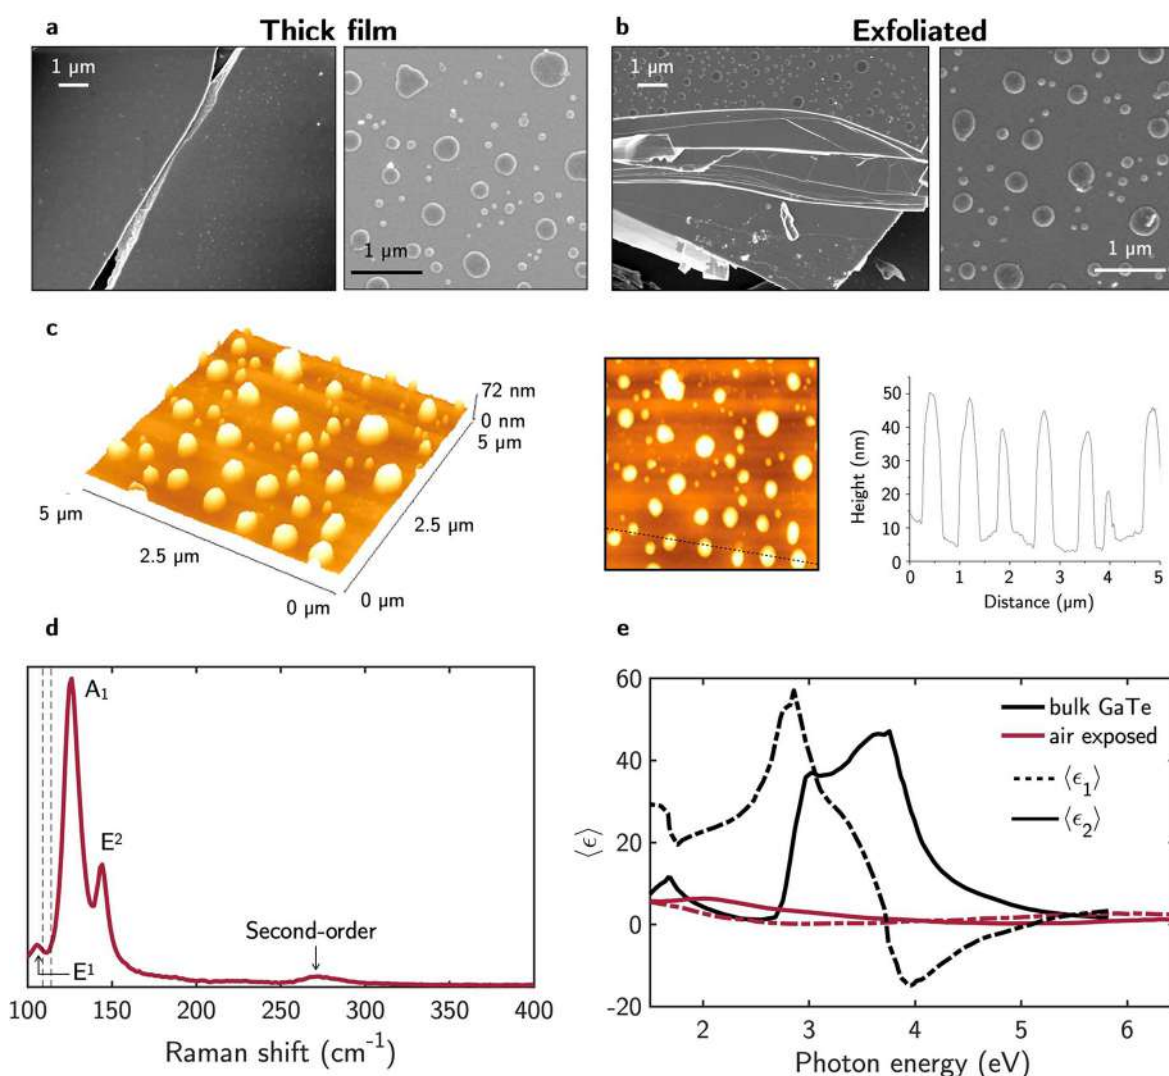 a Thick film
1 µm
1 µm
b Exfoliated
1 µm
1 µm
c
72 nm
0 nm
5 µm
2.5 µm
0 µm
5 µm
2.5 µm
0 µm
Height (nm)
50
40
30
20
10
0
0 1 2 3 4 5
Distance (µm)
d
A₁
E²
Second-order
E¹
100 150 200 250 300 350 400
Raman shift (cm⁻¹)
e
60
40
20
0
-20
⟨ϵ⟩
bulk GaTe
air exposed
⟨ϵ₁⟩
⟨ϵ₂⟩
2 3 4 5 6
Photon energy (eV)